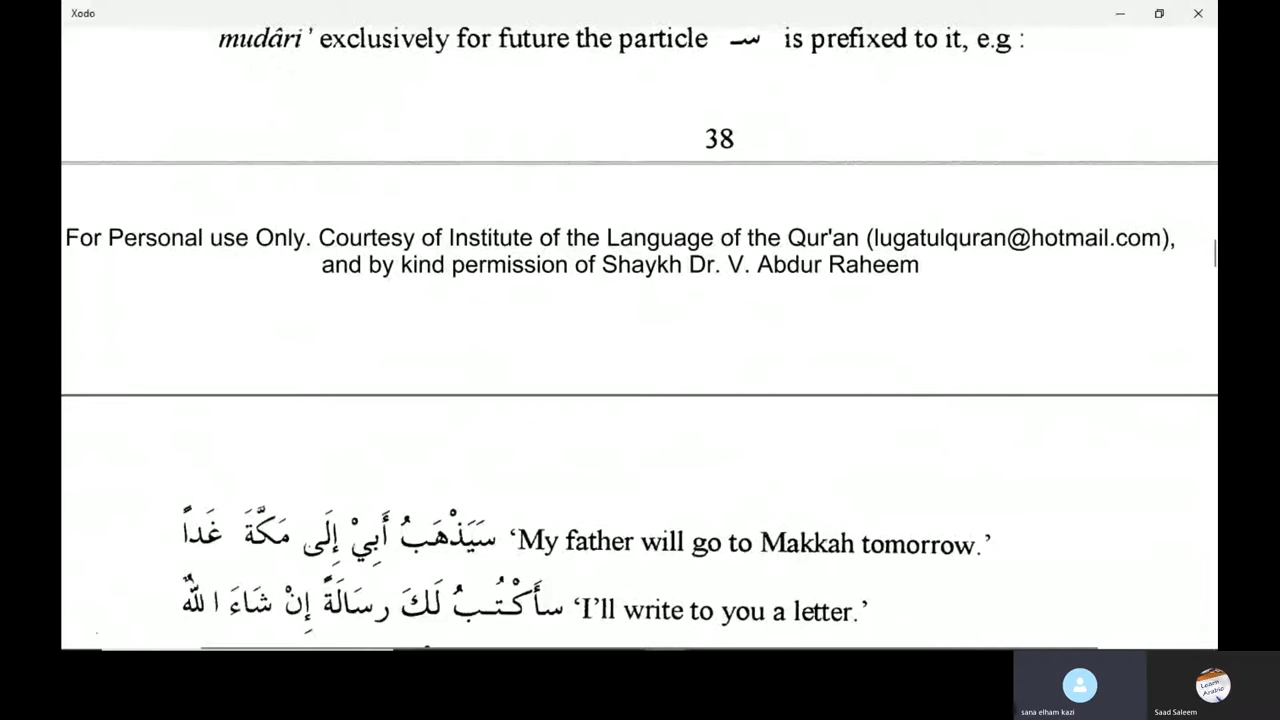 Xodo
mudâri' exclusively for future the particle سـ is prefixed to it, e.g :
38
For Personal use Only. Courtesy of Institute of the Language of the Qur'an (lugatulquran@hotmail.com),
and by kind permission of Shaykh Dr. V. Abdur Raheem
سَيَذْهَبُ أَبِيْ إِلَى مَكَّةَ غَداً ‘My father will go to Makkah tomorrow.’
سأَكْتُـبُ لَكَ رِسَالَةً إِنْ شَاءَ اللهُ ‘I’ll write to you a letter.’
sana elham kazi
Learn Arabic
Saad Saleem